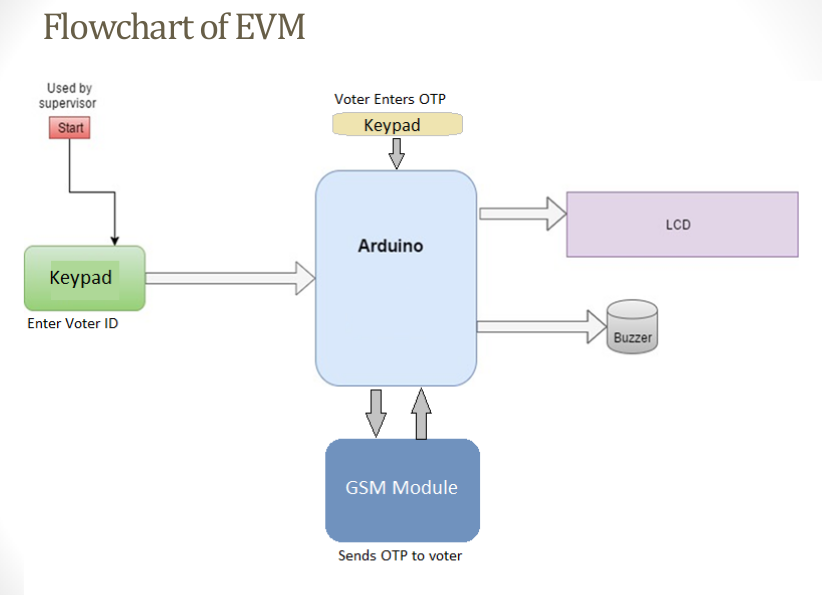 Flowchart of EVM
Used by
supervisor
Start
Voter Enters OTP
Keypad
Arduino
LCD
Keypad
Enter Voter ID
Buzzer
GSM Module
Sends OTP to voter